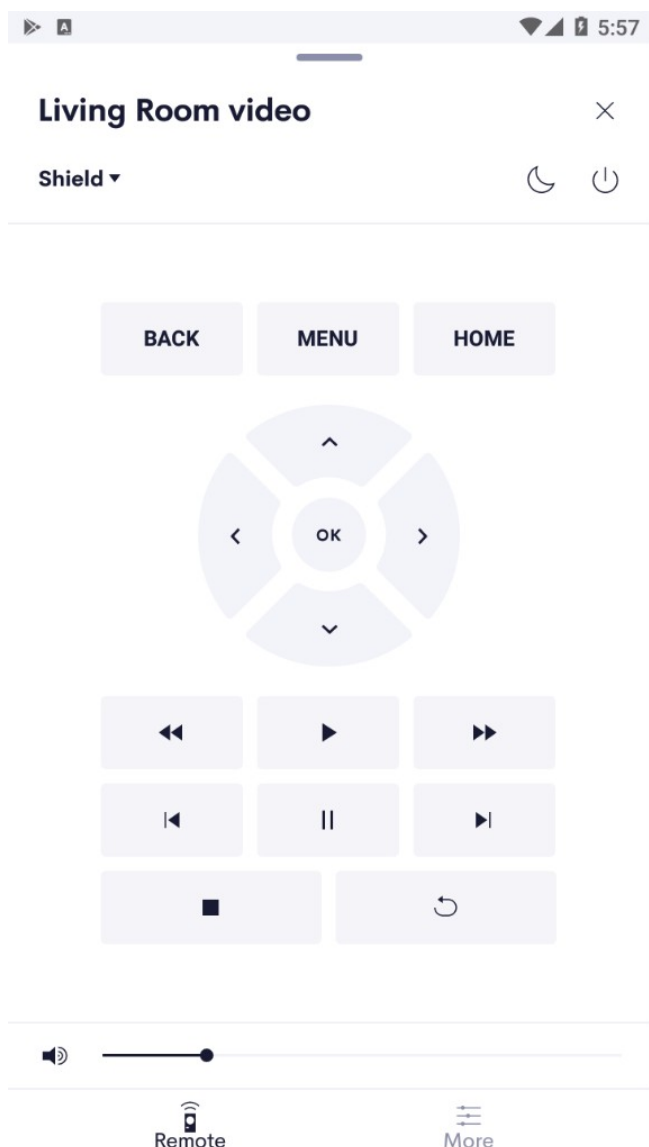 5:57
Living Room video
Shield
BACK MENU HOME
OK
Remote More